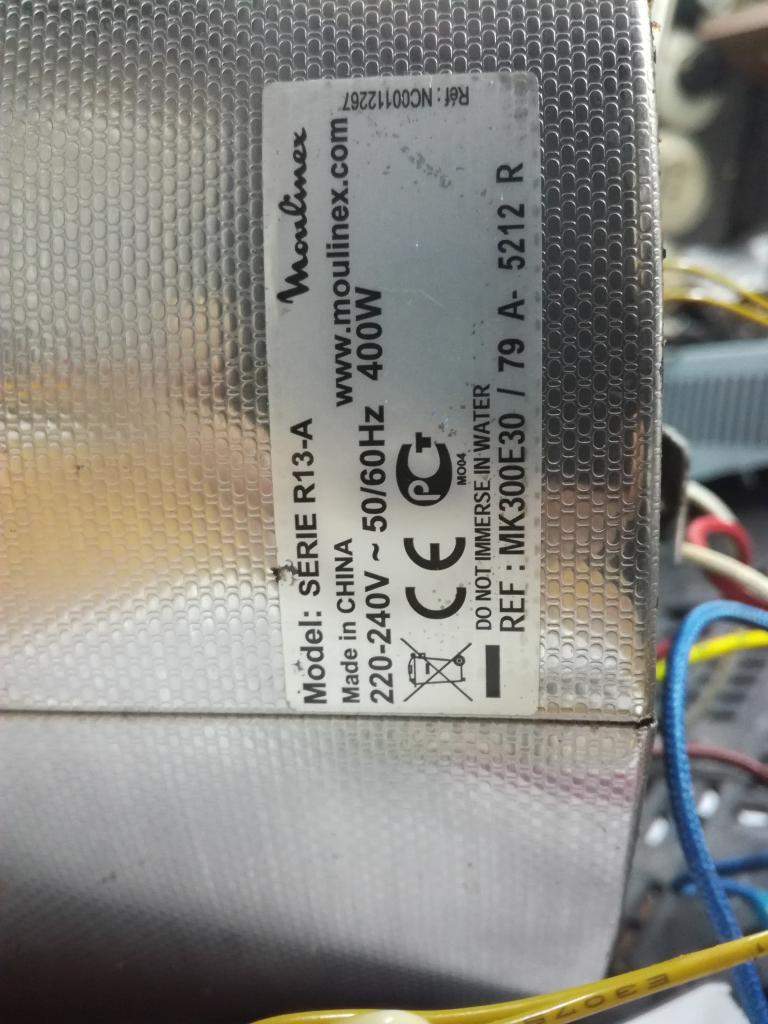 Moulinex
Model: SÉRIE R13-A
Made in CHINA www.moulinex.com
220-240V ~ 50/60Hz 400W
CE PCT
MO04
DO NOT IMMERSE IN WATER
REF : MK300E30 / 79 A- 5212 R
Réf : NC00112267